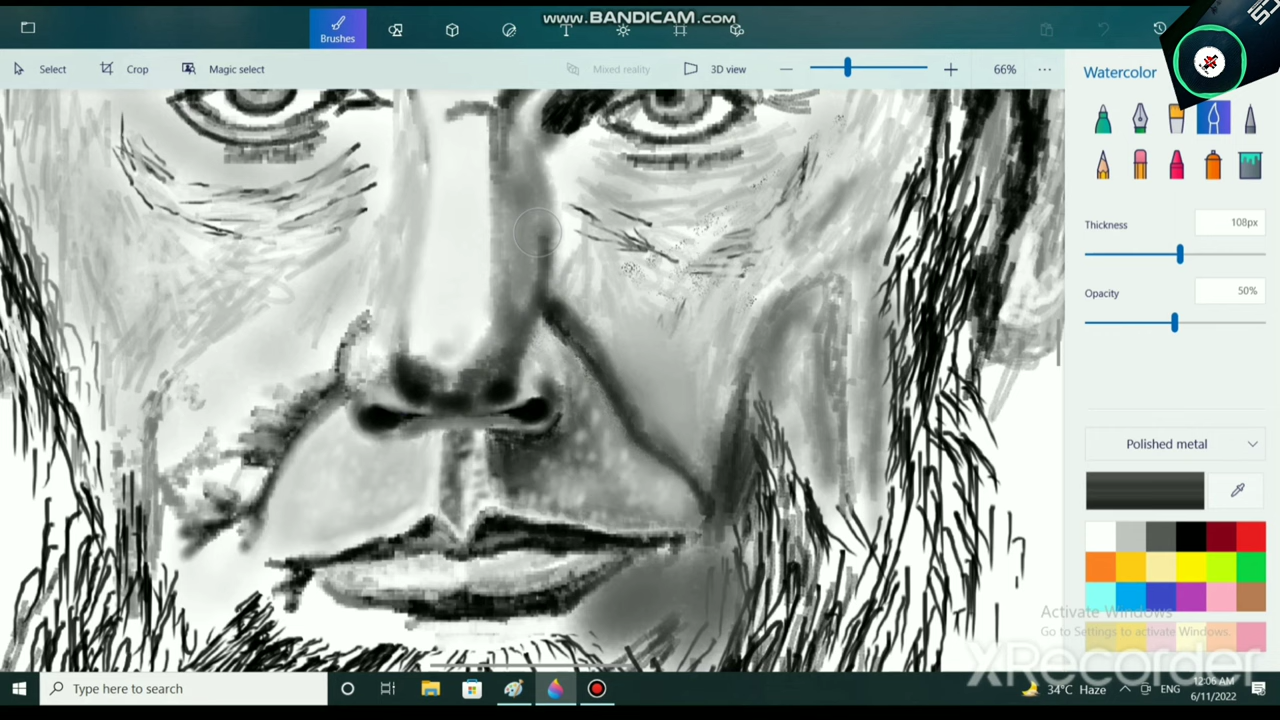 www.BANDICAM.com
Brushes
Select
Crop
Magic select
Mixed reality
3D view
66%
Watercolor
Thickness
108px
Opacity
50%
Polished metal
Activate Windows
Go to Settings to activate Windows.
XRecorder
Type here to search
34°C Haze
ENG
12:06 AM
6/11/2022